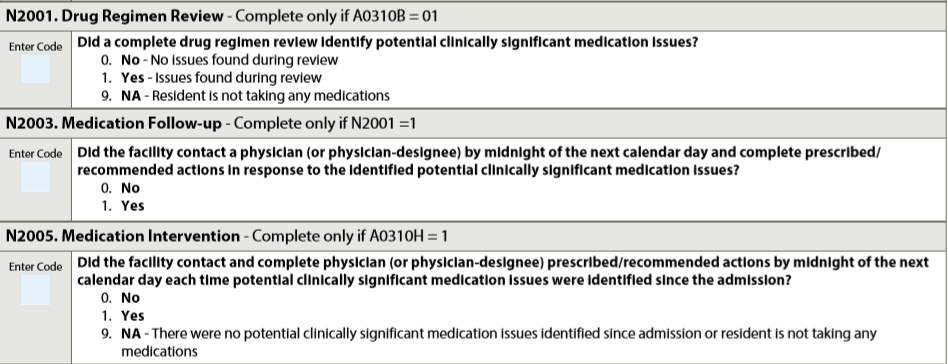 N2001. Drug Regimen Review - Complete only if A0310B = 01
Enter Code
Did a complete drug regimen review identify potential clinically significant medication issues?
0. No - No issues found during review
1. Yes - Issues found during review
9. NA - Resident is not taking any medications
N2003. Medication Follow-up - Complete only if N2001 =1
Enter Code
Did the facility contact a physician (or physician-designee) by midnight of the next calendar day and complete prescribed/
recommended actions in response to the identified potential clinically significant medication issues?
0. No
1. Yes
N2005. Medication Intervention - Complete only if A0310H = 1
Enter Code
Did the facility contact and complete physician (or physician-designee) prescribed/recommended actions by midnight of the next
calendar day each time potential clinically significant medication issues were identified since the admission?
0. No
1. Yes
9. NA - There were no potential clinically significant medication issues identified since admission or resident is not taking any
medications